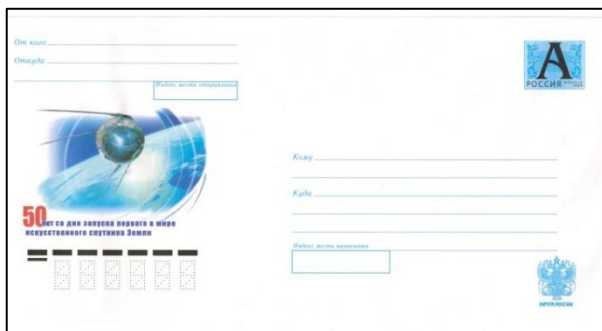 От кого
Откуда
Индекс места отправления
А
РОССИЯ
50 лет со дня запуска первого в мире
искусственного спутника Земли
Кому
Куда
Индекс места назначения
ПОЧТА РОССИИ